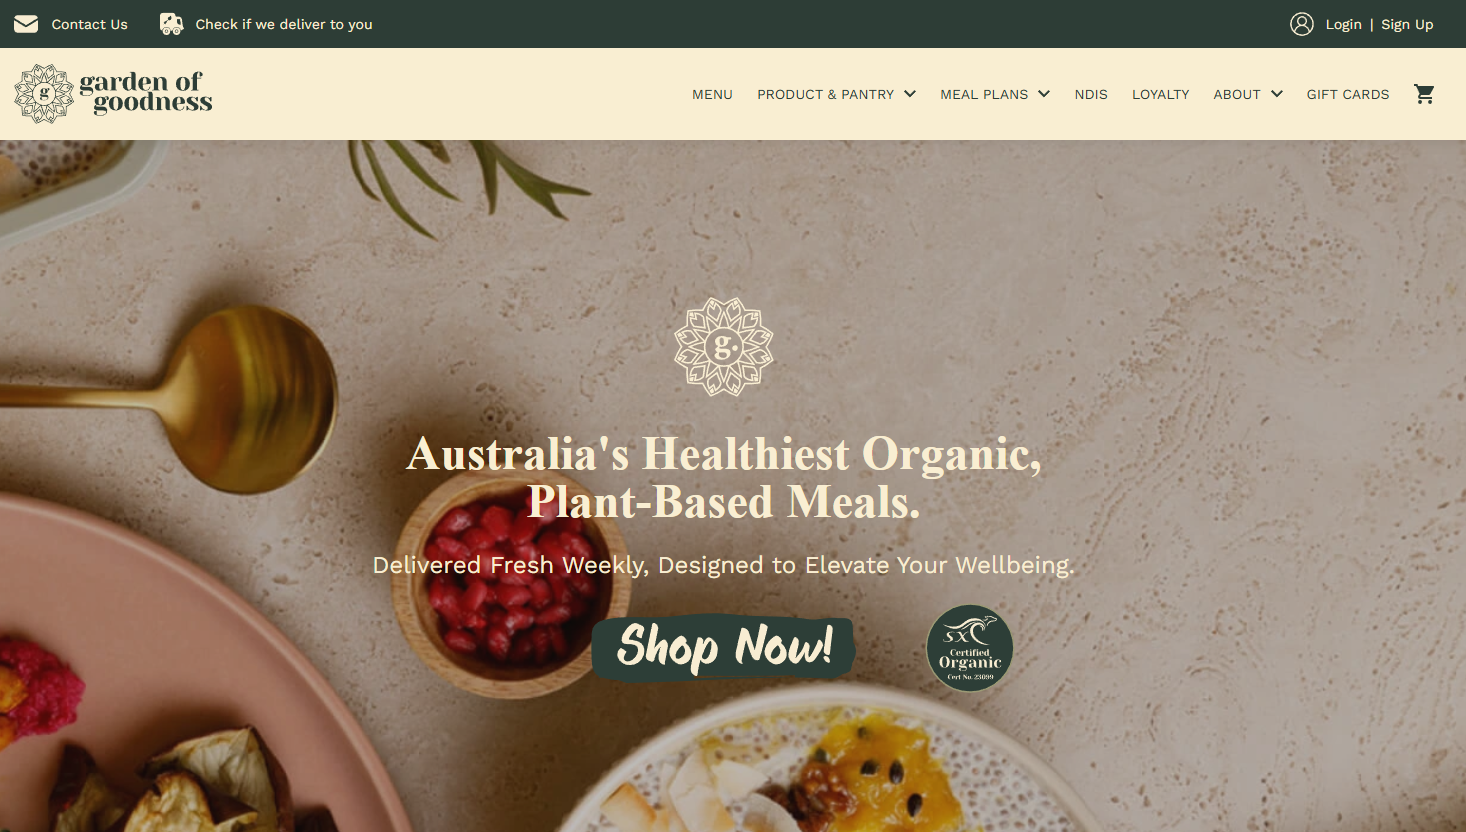 Contact Us
Check if we deliver to you
Login | Sign Up
g
garden of
goodness
MENU
PRODUCT & PANTRY
MEAL PLANS
NDIS
LOYALTY
ABOUT
GIFT CARDS
g.
Australia's Healthiest Organic,
Plant-Based Meals.
Delivered Fresh Weekly, Designed to Elevate Your Wellbeing.
Shop Now!
SXC
Certified
Organic
Cert No. 23099